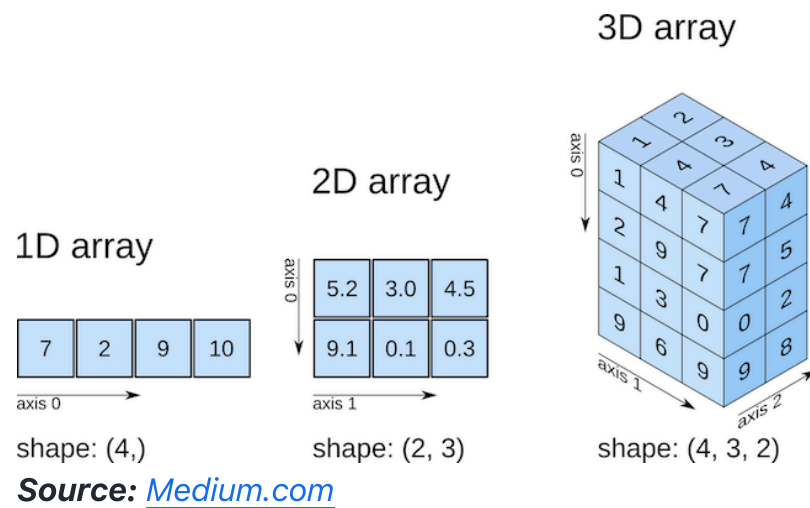 1D array
7 2 9 10
axis 0
shape: (4,)
2D array
axis 0
5.2 3.0 4.5
9.1 0.1 0.3
axis 1
shape: (2, 3)
3D array
axis 0
2
1 3
4 4
7
1 4 7 7 4
2 9 7 7 5
1 3 0 0 2
9 6 9 9 8
axis 1
axis 2
shape: (4, 3, 2)
Source: Medium.com